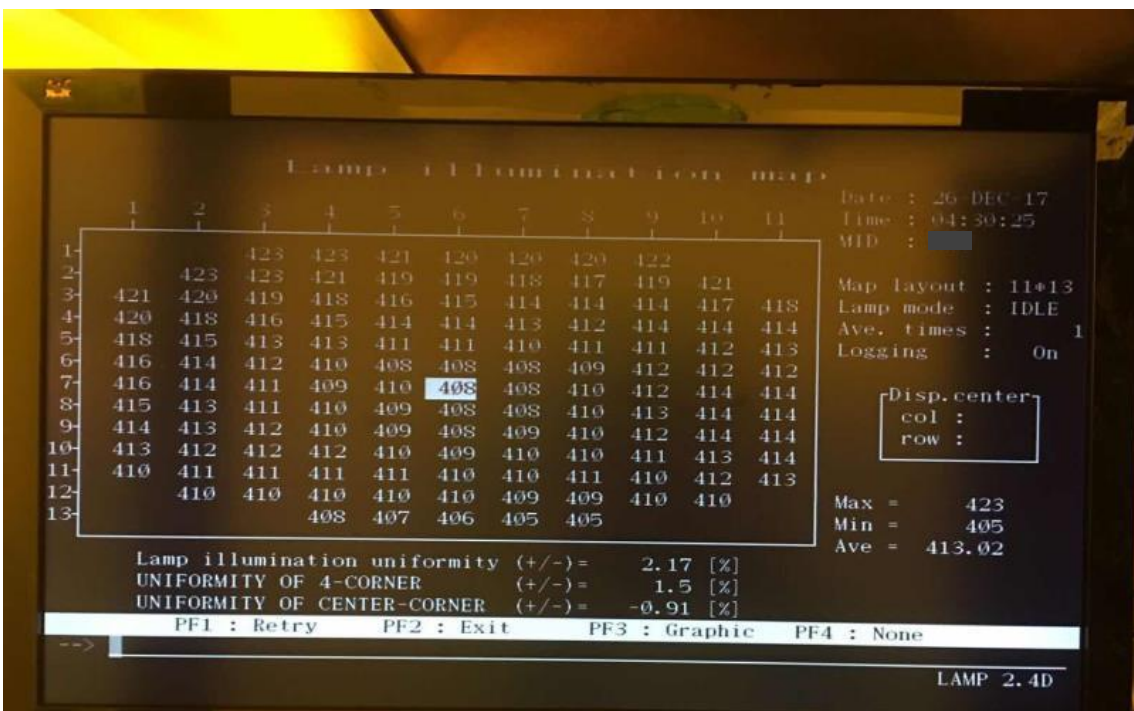 Lamp illumination map
Date : 26-DEC-17
Time : 04:30:25
MID :
1 2 3 4 5 6 7 8 9 10 11
1 423 423 421 420 420 420 422
2 423 423 421 419 419 418 417 419 421
3 421 420 419 418 416 415 414 414 414 417 418
4 420 418 416 415 414 414 413 412 414 414 414
5 418 415 413 413 411 411 410 411 411 412 413
6 416 414 412 410 408 408 408 409 412 412 412
7 416 414 411 409 410 408 408 410 412 414 414
8 415 413 411 410 409 408 408 410 413 414 414
9 414 413 412 410 409 408 409 410 412 414 414
10 413 412 412 412 410 409 410 410 411 413 414
11 410 411 411 411 411 410 410 411 410 412 413
12 410 410 410 410 410 409 409 410 410
13 408 407 406 405 405
Map layout : 11*13
Lamp mode : IDLE
Ave. times : 1
Logging : On
Disp.center
col :
row :
Max = 423
Min = 405
Ave = 413.02
Lamp illumination uniformity (+/-)= 2.17 [%]
UNIFORMITY OF 4-CORNER (+/-)= 1.5 [%]
UNIFORMITY OF CENTER-CORNER (+/-)= -0.91 [%]
PF1 : Retry PF2 : Exit PF3 : Graphic PF4 : None
-->
LAMP 2.4D